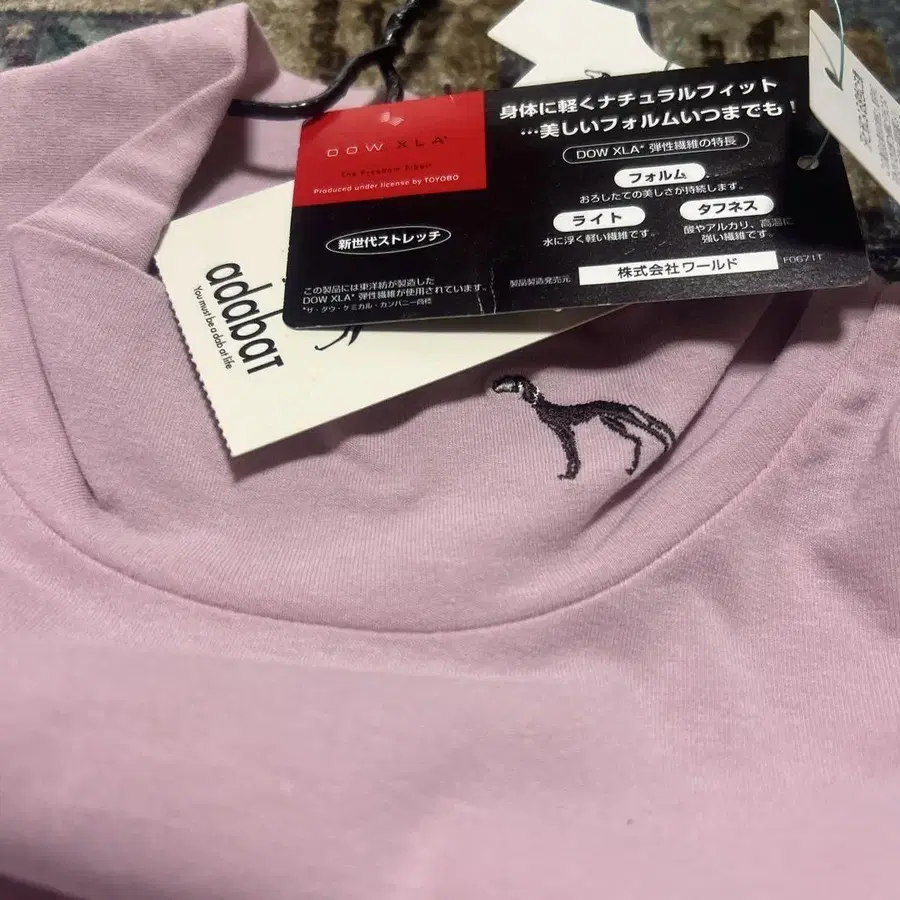 DOW XLA*
The Freedom Fiber*
Produced under license by TOYOBO
新世代ストレッチ
この製品には東洋紡が製造した
DOW XLA* 弾性繊維が使用されています。
*ザ・ダウ・ケミカル・カンパニー商標
身体に軽くナチュラルフィット
…美しいフォルムいつまでも!
DOW XLA* 弾性繊維の特長
フォルム
おろしたての美しさが持続します。
ライト
水に浮く軽い繊維です。
タフネス
酸やアルカリ、高温に
強い繊維です。
製品製造発売元
株式会社ワールド
F0671T
adabaT
You must be a dab at life